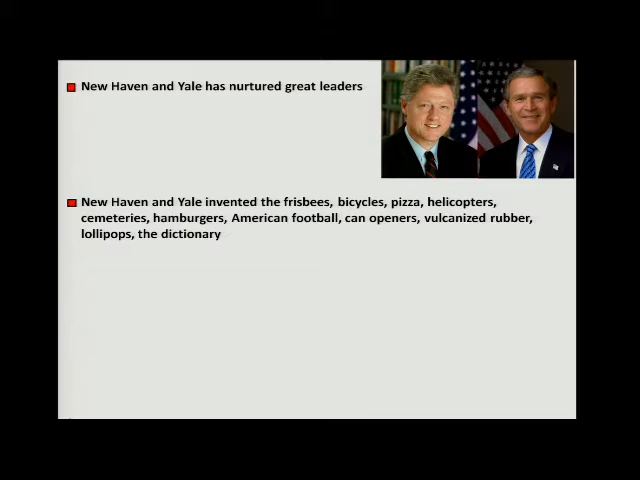 New Haven and Yale has nurtured great leaders
New Haven and Yale invented the frisbees, bicycles, pizza, helicopters,
cemeteries, hamburgers, American football, can openers, vulcanized rubber,
lollipops, the dictionary